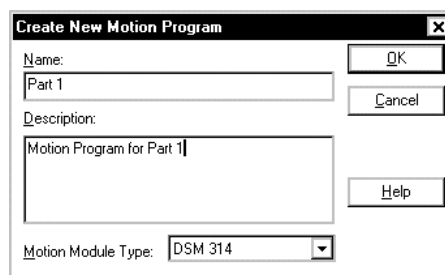 Create New Motion Program
Name:
Part 1
OK
Cancel
Description:
Motion Program for Part 1
Help
Motion Module Type: DSM 314